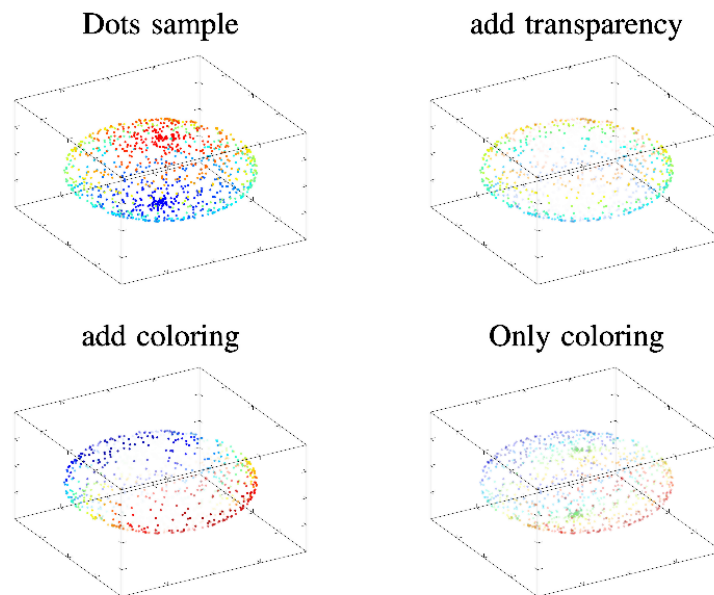 Dots sample
add transparency
add coloring
Only coloring